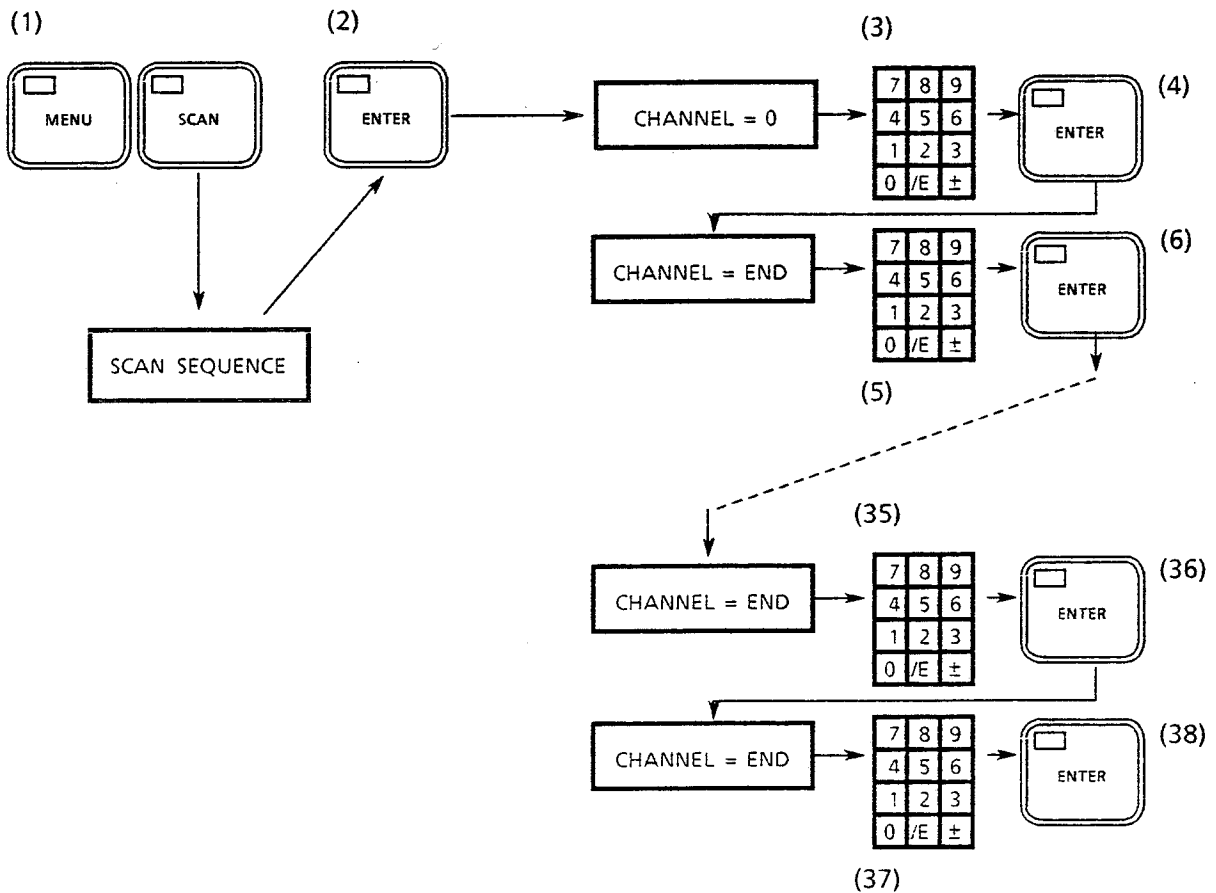 (1)
(2)
(3)
(4)
MENU
SCAN
ENTER
CHANNEL = 0
7 8 9
4 5 6
1 2 3
0 /E ±
ENTER
SCAN SEQUENCE
CHANNEL = END
7 8 9
4 5 6
1 2 3
0 /E ±
(5)
ENTER
(6)
(35)
CHANNEL = END
7 8 9
4 5 6
1 2 3
0 /E ±
ENTER
(36)
CHANNEL = END
7 8 9
4 5 6
1 2 3
0 /E ±
(37)
ENTER
(38)